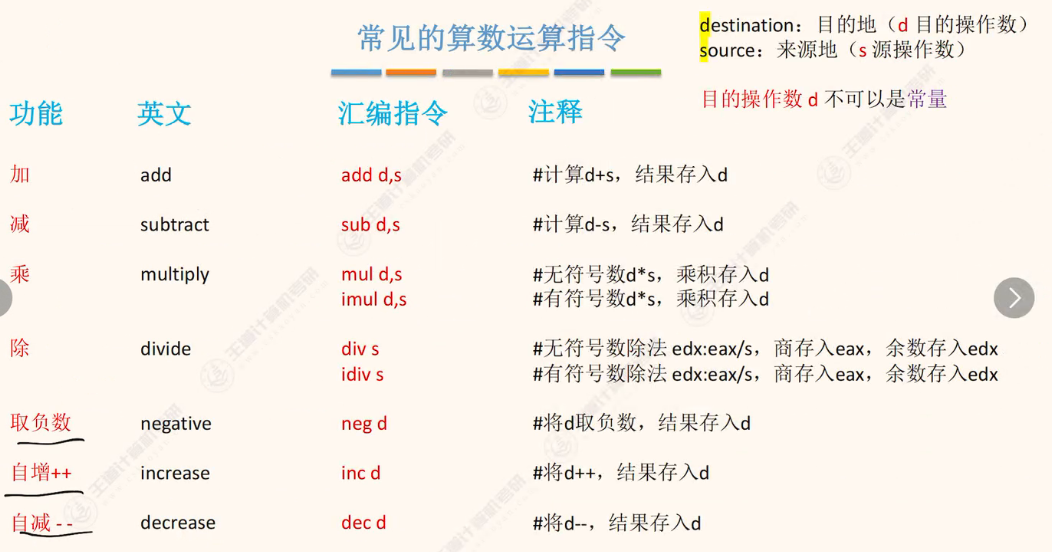 常见的算数运算指令
destination：目的地（d 目的操作数）
source：来源地（s 源操作数）
目的操作数 d 不可以是常量
功能 英文 汇编指令 注释
加 add add d,s #计算d+s，结果存入d
减 subtract sub d,s #计算d-s，结果存入d
乘 multiply mul d,s #无符号数d*s，乘积存入d
imul d,s #有符号数d*s，乘积存入d
除 divide div s #无符号数除法 edx:eax/s，商存入eax，余数存入edx
idiv s #有符号数除法 edx:eax/s，商存入eax，余数存入edx
取负数 negative neg d #将d取负数，结果存入d
自增++ increase inc d #将d++，结果存入d
自减-- decrease dec d #将d--，结果存入d
王道计算机考研